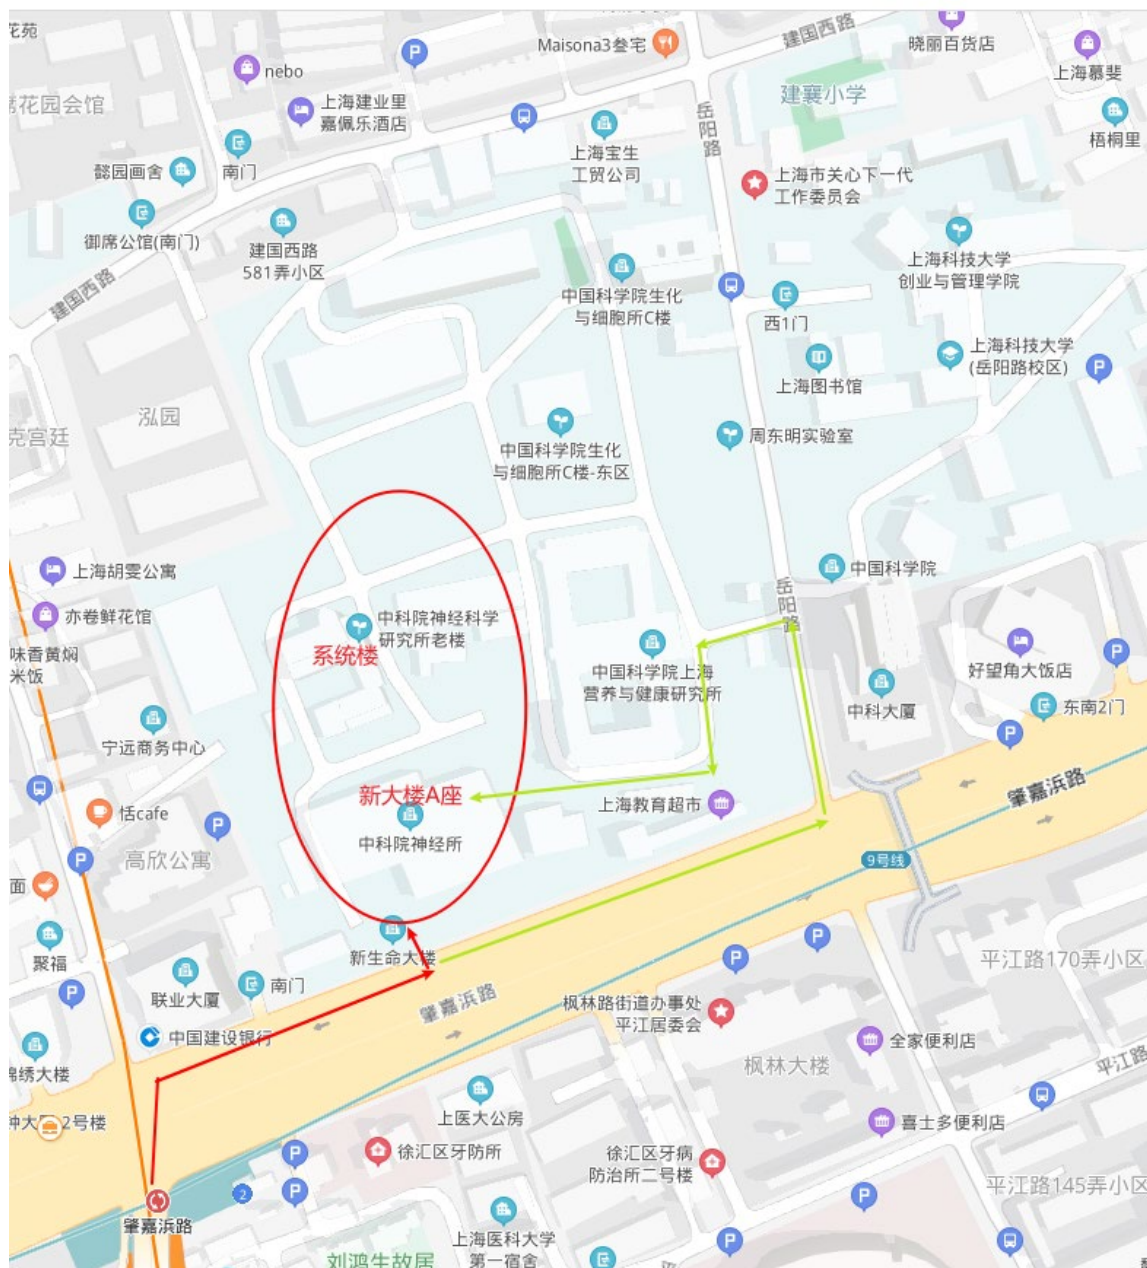 花苑
nebo
Maisona3叁宅
建国西路
晓丽百货店
上海慕斐
席花园会馆
上海建业里
嘉佩乐酒店
岳阳路
建襄小学
梧桐里
南门
上海宝生
工贸公司
上海市关心下一代
工作委员会
懿园画舍
御席公馆(南门)
建国西路
581弄小区
中国科学院生化
与细胞所C楼
上海科技大学
创业与管理学院
建国西路
西1门
上海图书馆
上海科技大学
(岳阳路校区)
泓园
克宫廷
中国科学院生化
与细胞所C楼-东区
周东明实验室
上海胡雯公寓
中国科学院
亦卷鲜花馆
中科院神经科学
研究所老楼
系统楼
岳阳路
味香黄焖
米饭
中国科学院上海
营养与健康研究所
好望角大饭店
中科大厦
东南2门
宁远商务中心
新大楼A座
肇嘉浜路
恬cafe
上海教育超市
中科院神经所
高欣公寓
9号线
面
聚福
新生命大楼
平江路170弄小区
联业大厦
南门
肇嘉浜路
枫林路街道办事处
平江居委会
中国建设银行
全家便利店
锦绣大楼
枫林大楼
平江路
上医大公房
2号楼
喜士多便利店
徐汇区牙防所
徐汇区牙病
防治所二号楼
平江路145弄小区
2
肇嘉浜路
上海医科大学
第一宿舍
刘鸿生故居